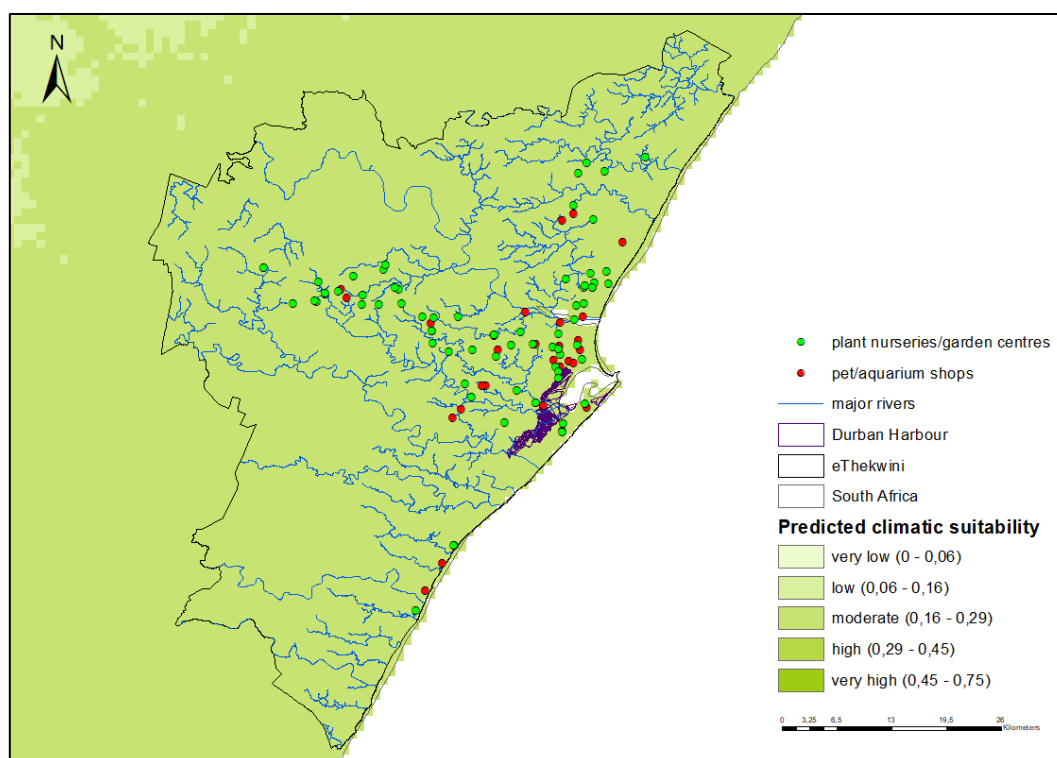 N
plant nurseries/garden centres
pet/aquarium shops
major rivers
Durban Harbour
eThekwini
South Africa
Predicted climatic suitability
very low (0 - 0,06)
low (0,06 - 0,16)
moderate (0,16 - 0,29)
high (0,29 - 0,45)
very high (0,45 - 0,75)
0 3,25 6,5 13 19,5 26
Kilometers